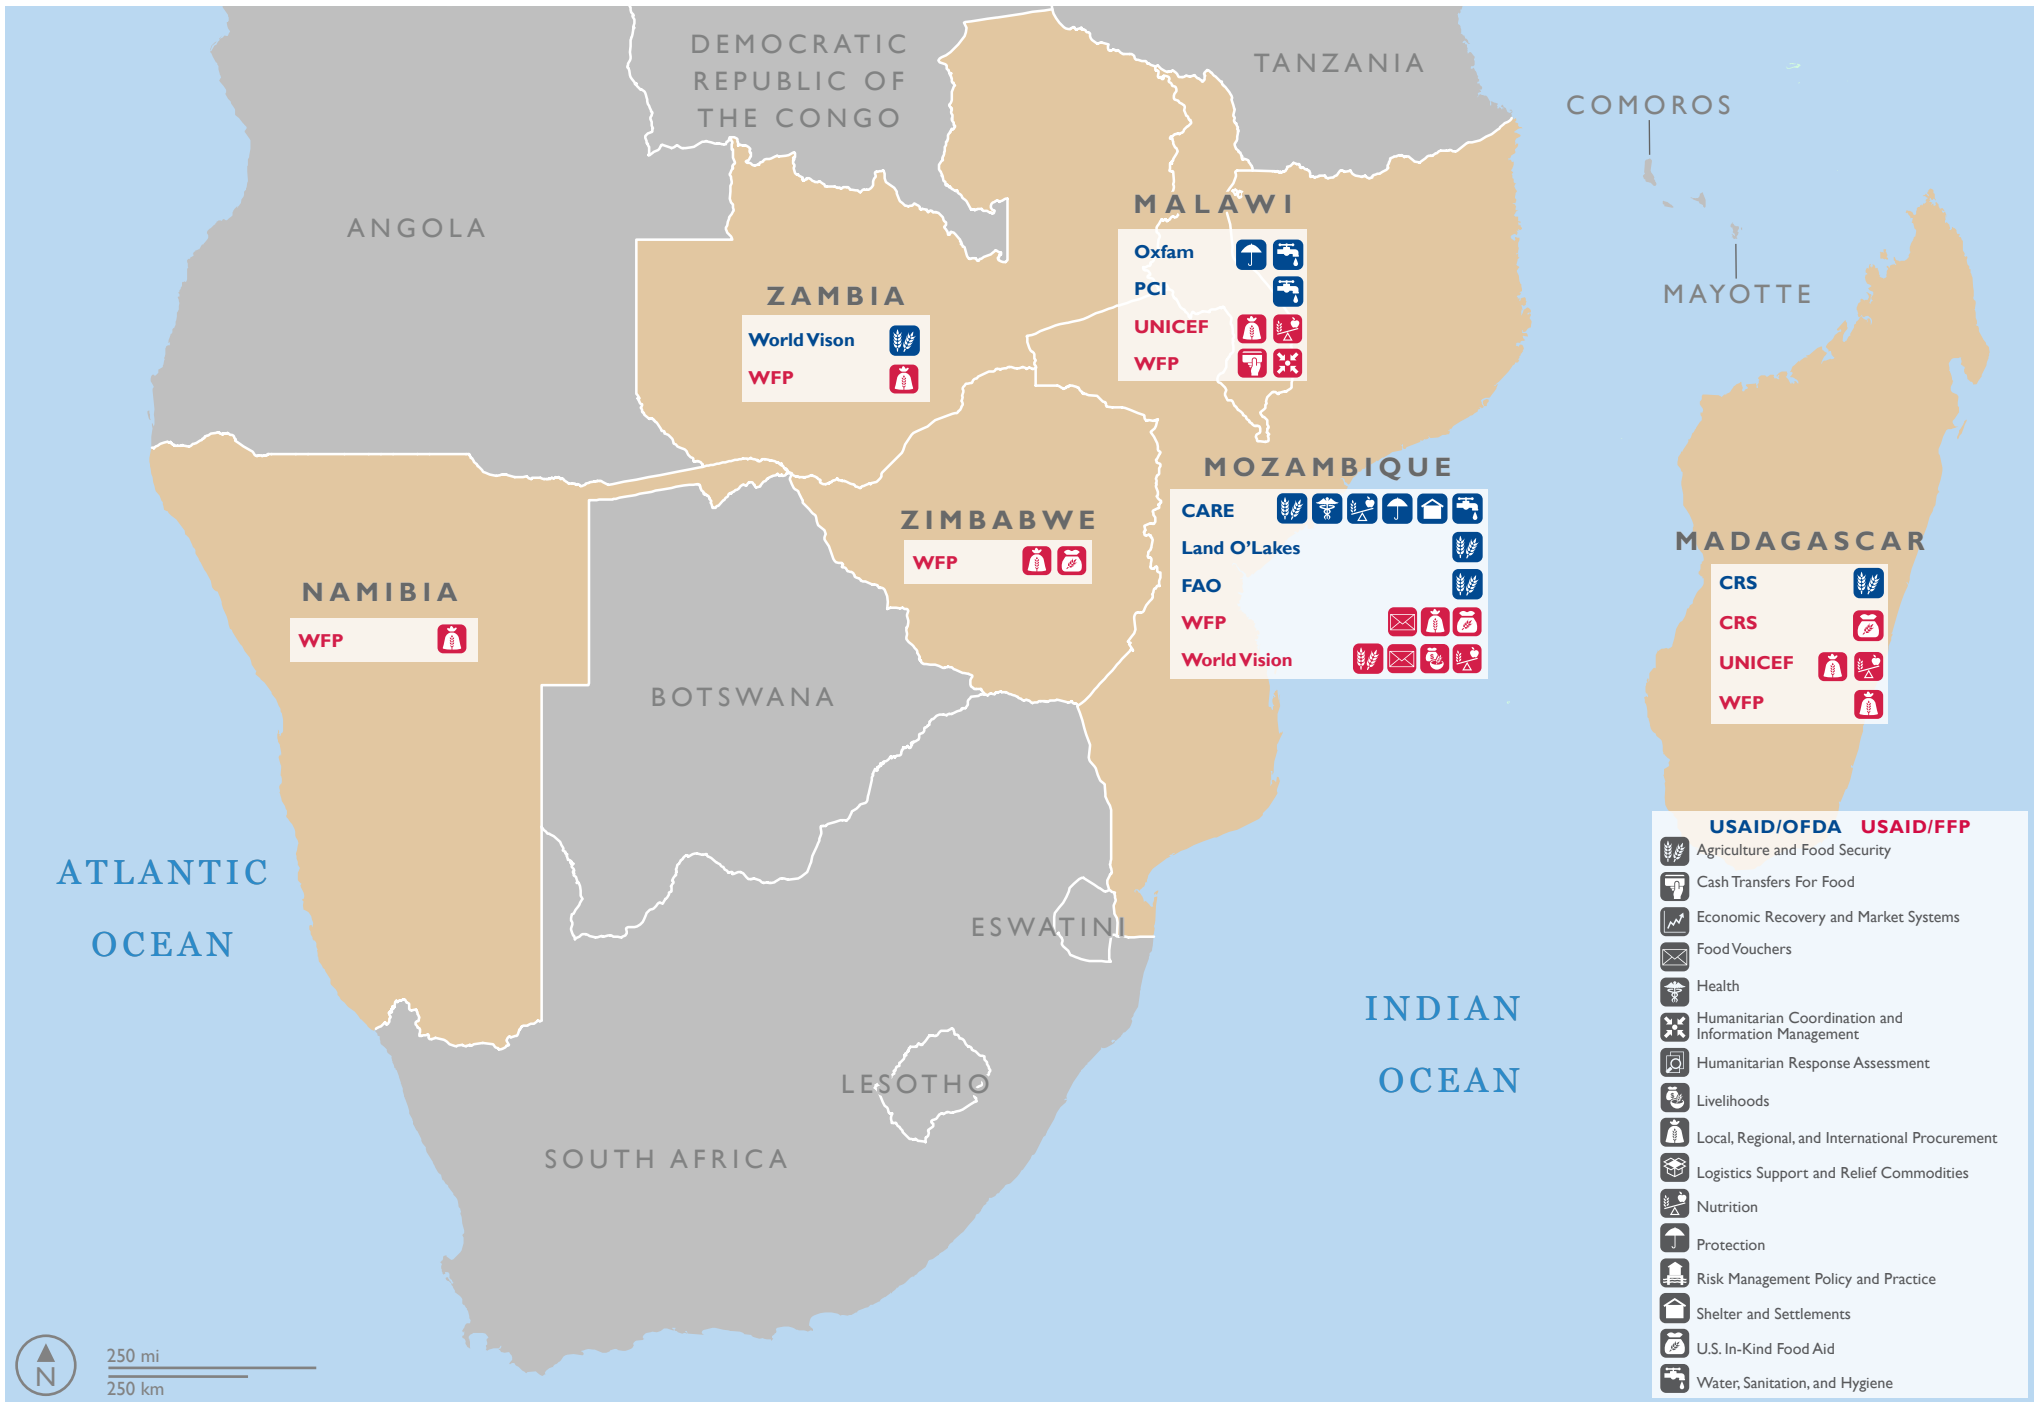 DEMOCRATIC
REPUBLIC OF
THE CONGO
TANZANIA
COMOROS
ANGOLA
MALAWI
Oxfam
PCI
UNICEF
WFP
MAYOTTE
ZAMBIA
World Vison
WFP
MOZAMBIQUE
CARE
Land O'Lakes
FAO
WFP
World Vision
ZIMBABWE
WFP
MADAGASCAR
CRS
CRS
UNICEF
WFP
NAMIBIA
WFP
BOTSWANA
ATLANTIC
OCEAN
ESWATINI
INDIAN
OCEAN
LESOTHO
SOUTH AFRICA
USAID/OFDA USAID/FFP
Agriculture and Food Security
Cash Transfers For Food
Economic Recovery and Market Systems
Food Vouchers
Health
Humanitarian Coordination and
Information Management
Humanitarian Response Assessment
Livelihoods
Local, Regional, and International Procurement
Logistics Support and Relief Commodities
Nutrition
Protection
Risk Management Policy and Practice
Shelter and Settlements
U.S. In-Kind Food Aid
Water, Sanitation, and Hygiene
N
250 mi
250 km